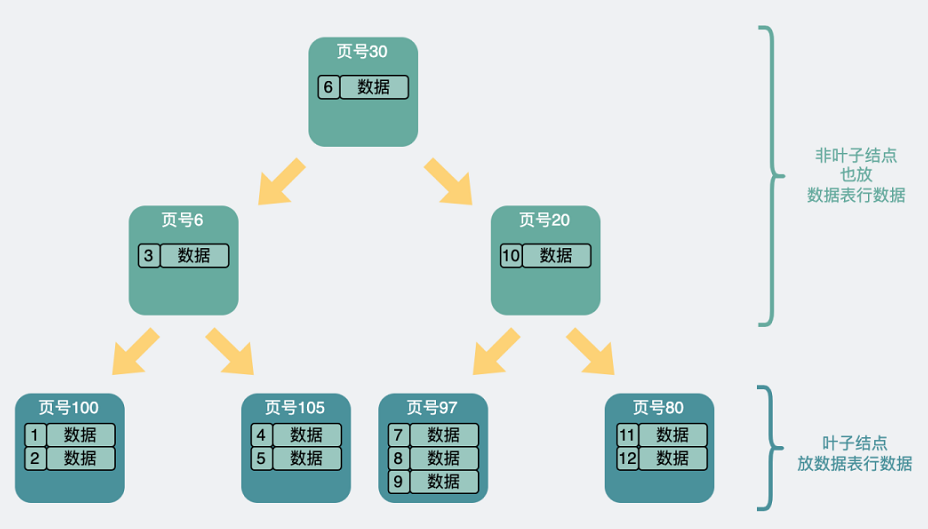 页号30
6 数据
非叶子结点
也放
数据表行数据
页号6
3 数据
页号20
10 数据
页号100
1 数据
2 数据
页号105
4 数据
5 数据
页号97
7 数据
8 数据
9 数据
页号80
11 数据
12 数据
叶子结点
放数据表行数据